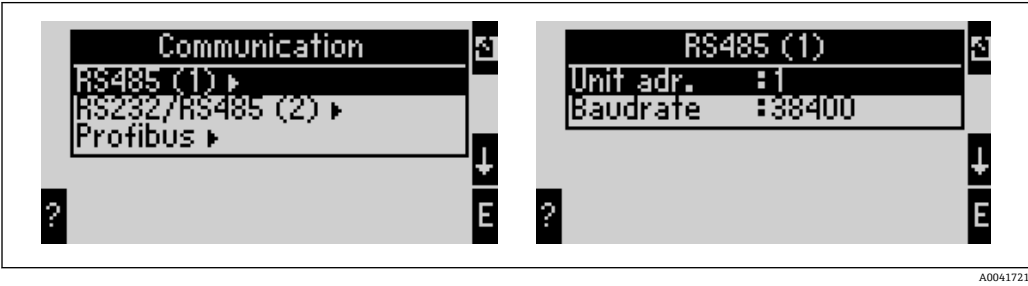 Communication
RS485 (1)
RS232/RS485 (2)
Profibus
?
E
RS485 (1)
Unit adr. :1
Baudrate :38400
?
E
A0041721